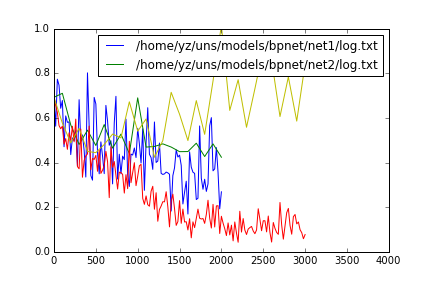 /home/yz/uns/models/bpnet/net1/log.txt
/home/yz/uns/models/bpnet/net2/log.txt
1.0
0.8
0.6
0.4
0.2
0.0
0 500 1000 1500 2000 2500 3000 3500 4000